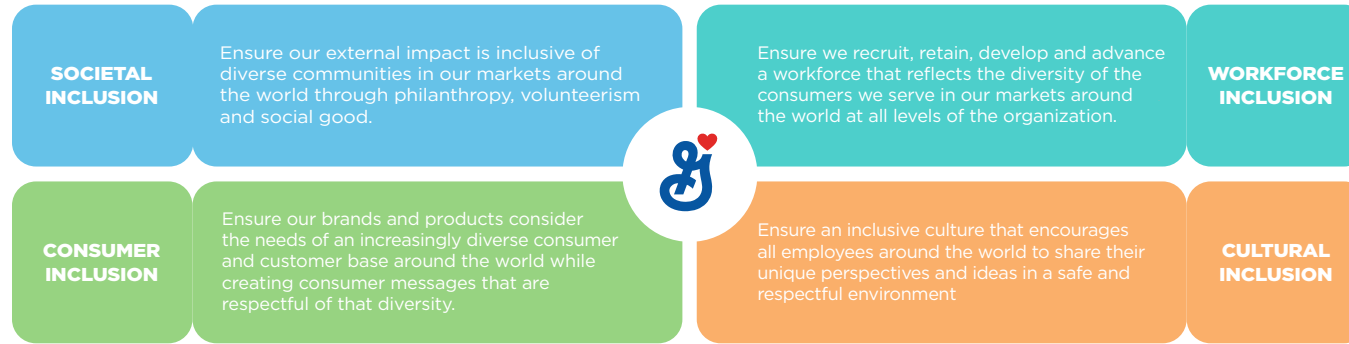 SOCIETAL
INCLUSION
Ensure our external impact is inclusive of
diverse communities in our markets around
the world through philanthropy, volunteerism
and social good.
Ensure we recruit, retain, develop and advance
a workforce that reflects the diversity of the
consumers we serve in our markets around
the world at all levels of the organization.
WORKFORCE
INCLUSION
G
CONSUMER
INCLUSION
Ensure our brands and products consider
the needs of an increasingly diverse consumer
and customer base around the world while
creating consumer messages that are
respectful of that diversity.
Ensure an inclusive culture that encourages
all employees around the world to share their
unique perspectives and ideas in a safe and
respectful environment
CULTURAL
INCLUSION